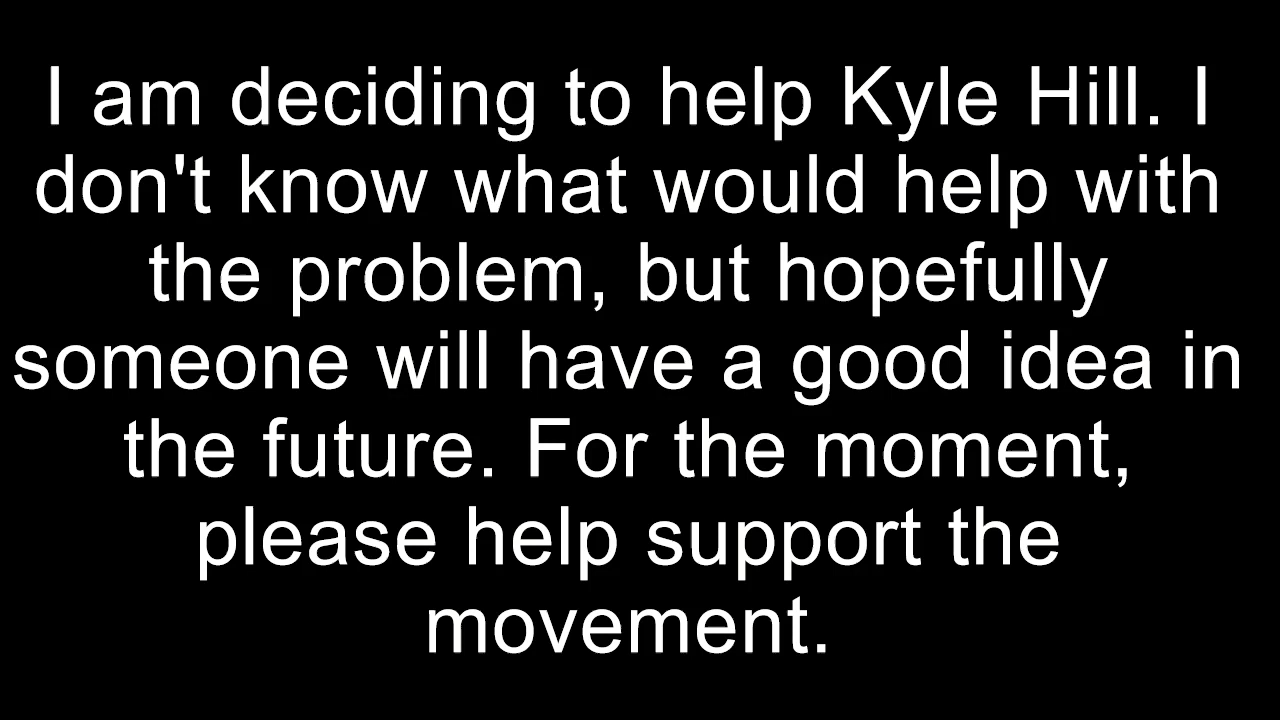 I am deciding to help Kyle Hill. I
don't know what would help with
the problem, but hopefully
someone will have a good idea in
the future. For the moment,
please help support the
movement.